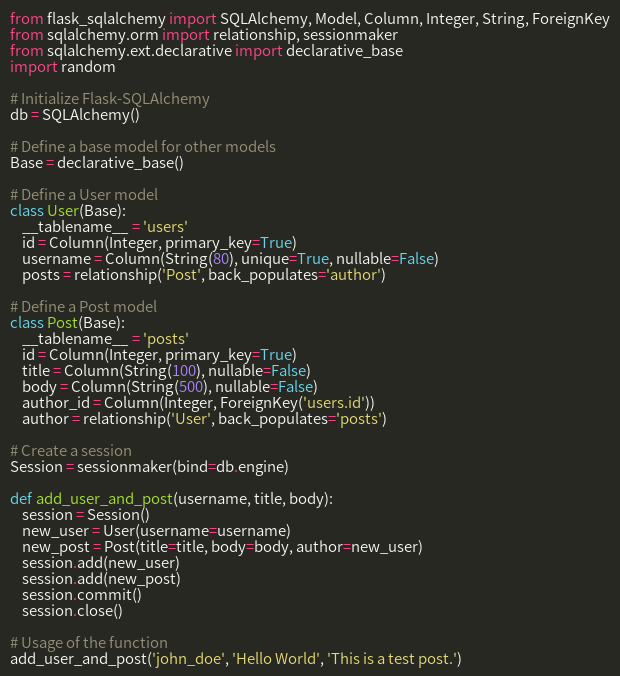 from flask_sqlalchemy import SQLAlchemy, Model, Column, Integer, String, ForeignKey
from sqlalchemy.orm import relationship, sessionmaker
from sqlalchemy.ext.declarative import declarative_base
import random

# Initialize Flask-SQLAlchemy
db = SQLAlchemy()

# Define a base model for other models
Base = declarative_base()

# Define a User model
class User(Base):
    __tablename__ = 'users'
    id = Column(Integer, primary_key=True)
    username = Column(String(80), unique=True, nullable=False)
    posts = relationship('Post', back_populates='author')

# Define a Post model
class Post(Base):
    __tablename__ = 'posts'
    id = Column(Integer, primary_key=True)
    title = Column(String(100), nullable=False)
    body = Column(String(500), nullable=False)
    author_id = Column(Integer, ForeignKey('users.id'))
    author = relationship('User', back_populates='posts')

# Create a session
Session = sessionmaker(bind=db.engine)

def add_user_and_post(username, title, body):
    session = Session()
    new_user = User(username=username)
    new_post = Post(title=title, body=body, author=new_user)
    session.add(new_user)
    session.add(new_post)
    session.commit()
    session.close()

# Usage of the function
add_user_and_post('john_doe', 'Hello World', 'This is a test post.')